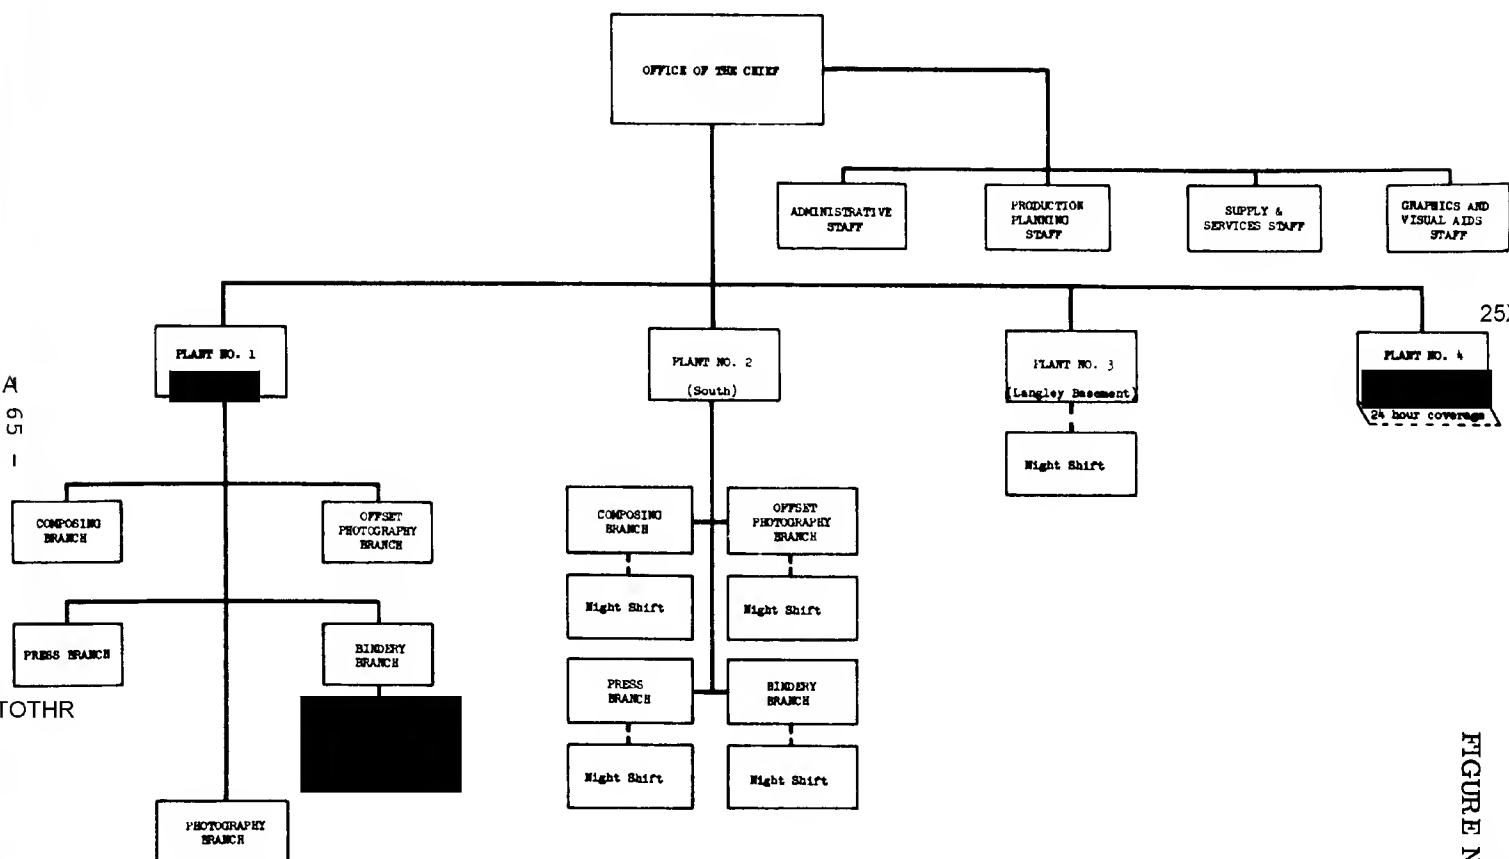 OFFICE OF THE CHIEF
ADMINISTRATIVE
STAFF
PRODUCTION
PLANNING
STAFF
SUPPLY &
SERVICES STAFF
GRAPHICS AND
VISUAL AIDS
STAFF
25X
PLANT NO. 1
PLANT NO. 2
(South)
PLANT NO. 3
(Langley Basement)
PLANT NO. 4
24 hour coverage
Night Shift
A 65 -
COMPOSING
BRANCH
OFFSET
PHOTOGRAPHY
BRANCH
COMPOSING
BRANCH
OFFSET
PHOTOGRAPHY
BRANCH
Night Shift
Night Shift
PRESS BRANCH
BINDERY
BRANCH
PRESS
BRANCH
BINDERY
BRANCH
TOTHR
Night Shift
Night Shift
PHOTOGRAPHY
BRANCH
FIGURE N